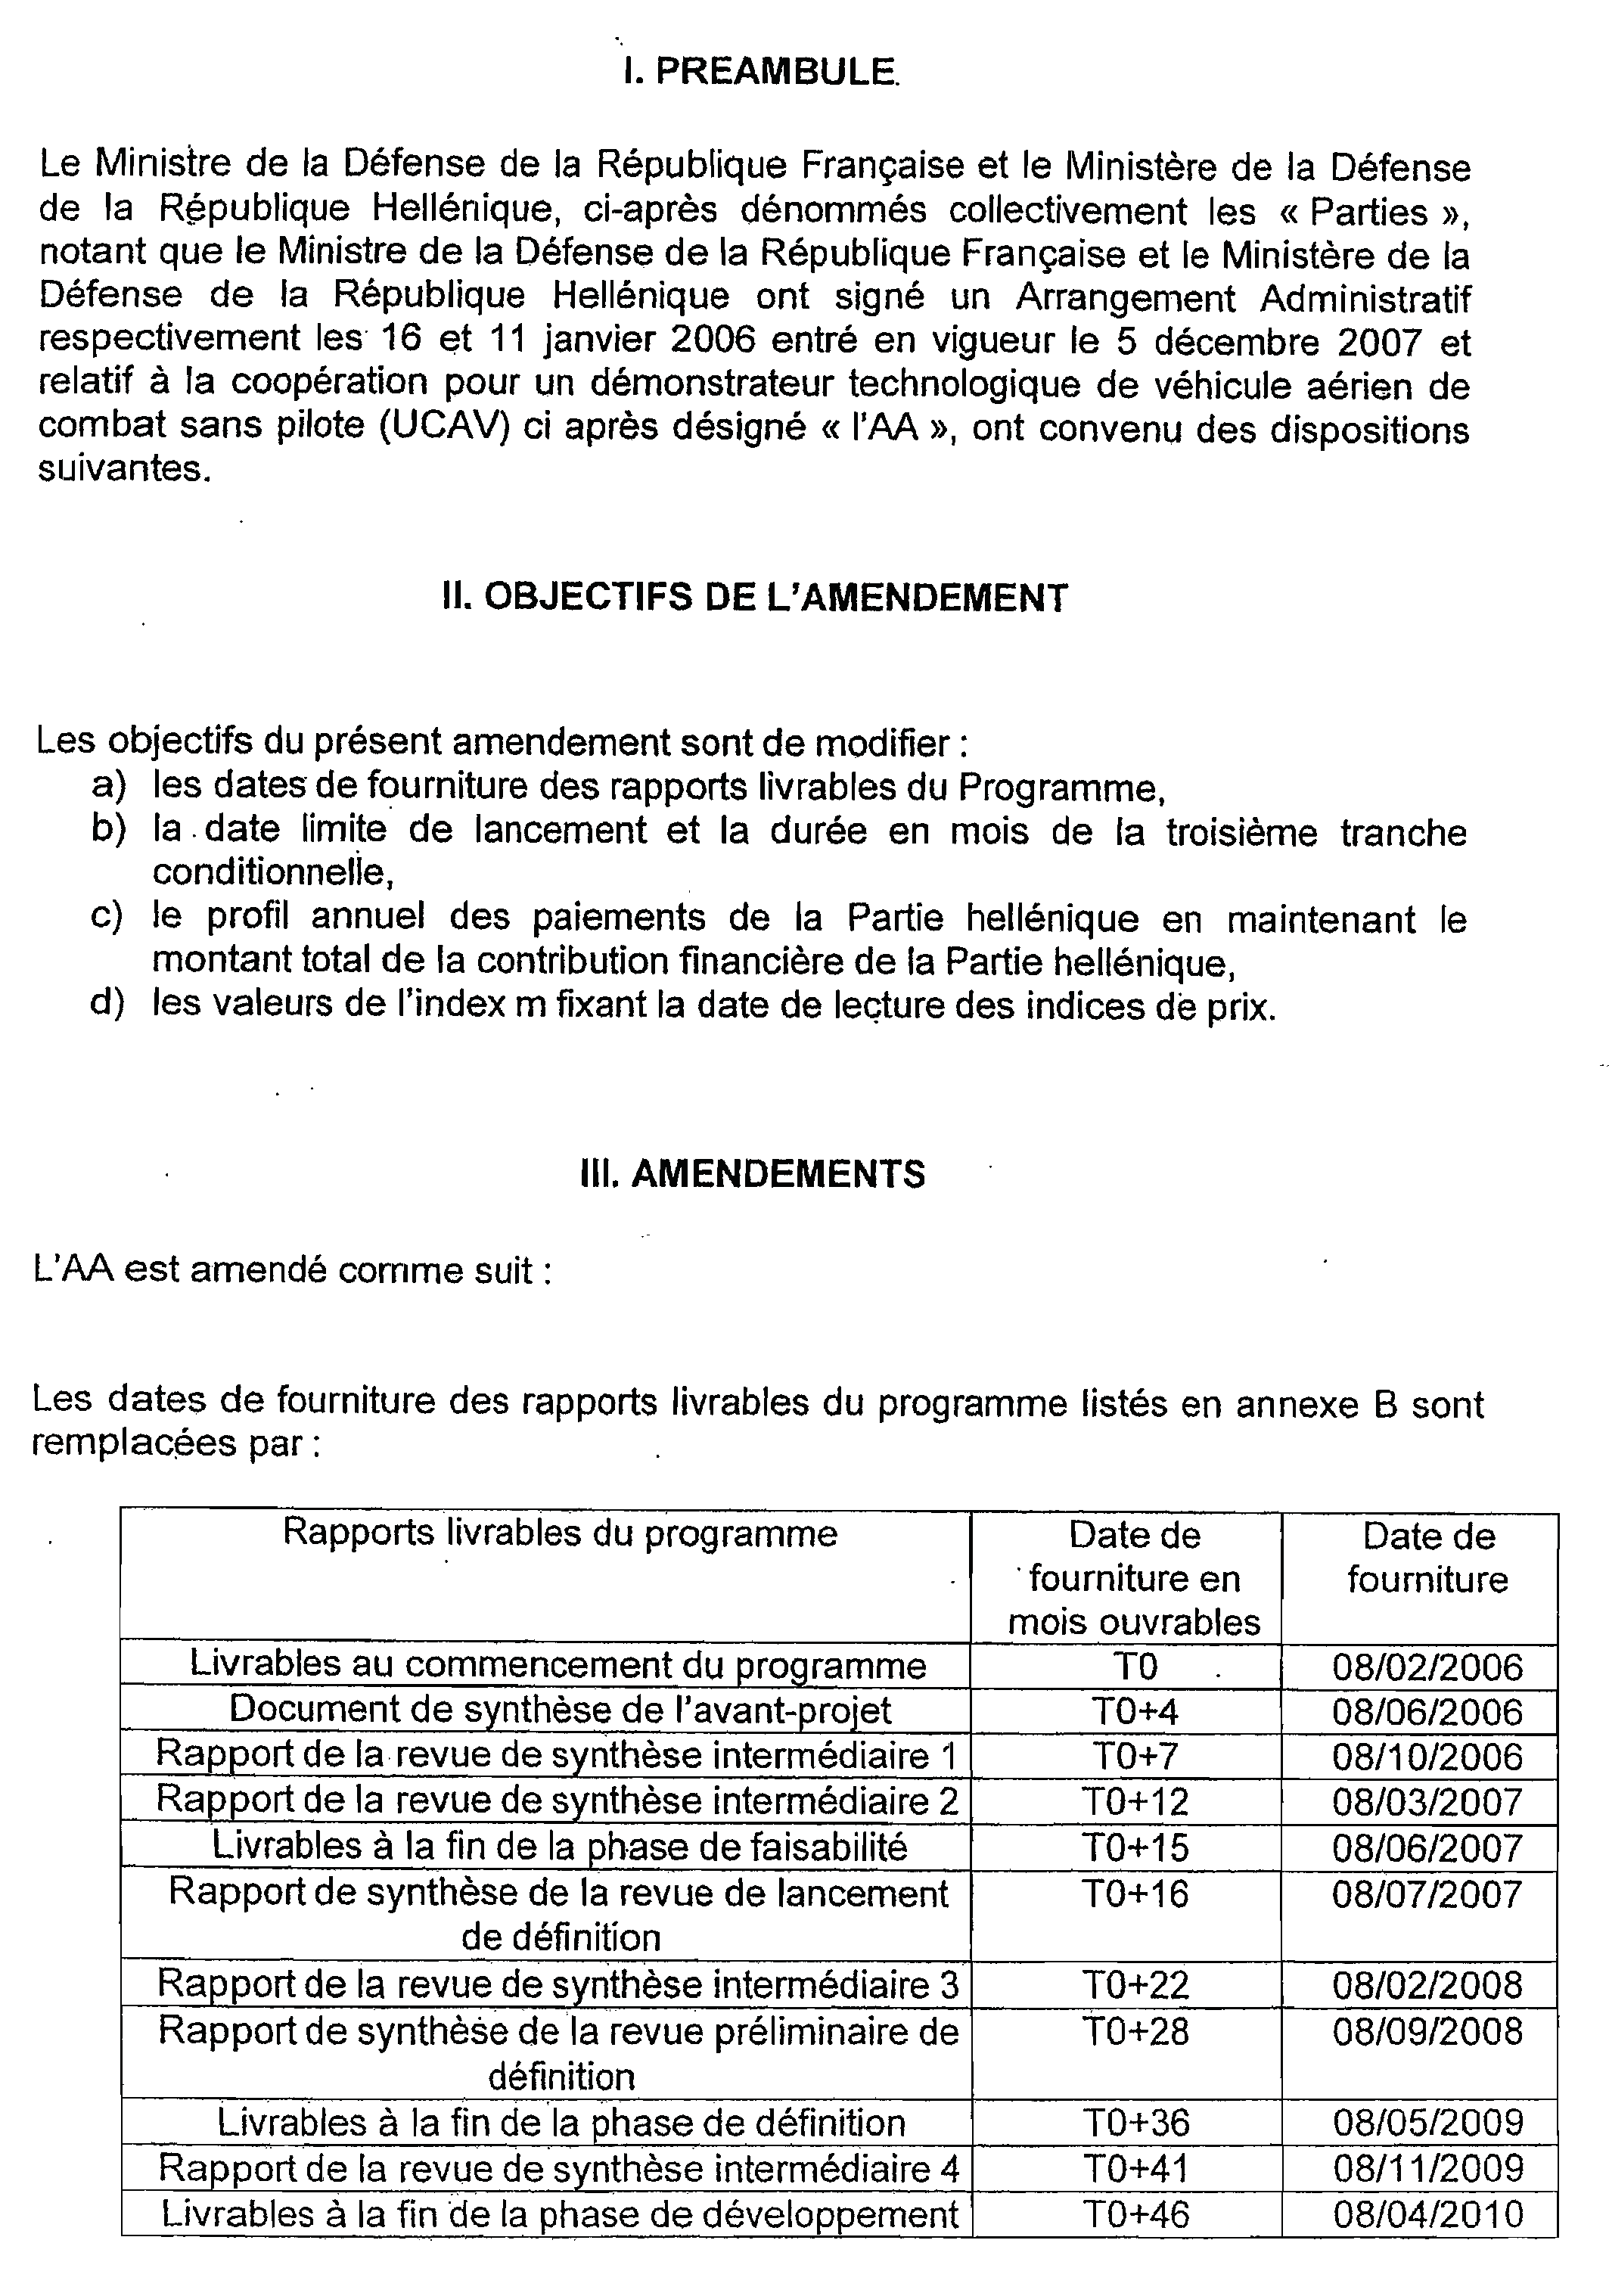 I. PREAMBULE
Le Ministre de la Défense de la République Française et le Ministère de la Défense
de la République Hellénique, ci-après dénommés collectivement les « Parties »,
notant que le Ministre de la Défense de la République Française et le Ministère de la
Défense de la République Hellénique ont signé un Arrangement Administratif
respectivement les 16 et 11 janvier 2006 entré en vigueur le 5 décembre 2007 et
relatif à la coopération pour un démonstrateur technologique de véhicule aérien de
combat sans pilote (UCAV) ci après désigné « l'AA », ont convenu des dispositions
suivantes.
II. OBJECTIFS DE L'AMENDEMENT
Les objectifs du présent amendement sont de modifier :
a) les dates de fourniture des rapports livrables du Programme,
b) la date limite de lancement et la durée en mois de la troisième tranche
conditionnelle,
c) le profil annuel des paiements de la Partie hellénique en maintenant le
montant total de la contribution financière de la Partie hellénique,
d) les valeurs de l'index m fixant la date de lecture des indices de prix.
III. AMENDEMENTS
L'AA est amendé comme suit :
Les dates de fourniture des rapports livrables du programme listés en annexe B sont
remplacées par :
Rapports livrables du programme Date de Date de
fourniture en fourniture
mois ouvrables
Livrables au commencement du programme T0 08/02/2006
Document de synthèse de l'avant-projet T0+4 08/06/2006
Rapport de la revue de synthèse intermédiaire 1 T0+7 08/10/2006
Rapport de la revue de synthèse intermédiaire 2 T0+12 08/03/2007
Livrables à la fin de la phase de faisabilité T0+15 08/06/2007
Rapport de synthèse de la revue de lancement T0+16 08/07/2007
de définition
Rapport de la revue de synthèse intermédiaire 3 T0+22 08/02/2008
Rapport de synthèse de la revue préliminaire de T0+28 08/09/2008
définition
Livrables à la fin de la phase de définition T0+36 08/05/2009
Rapport de la revue de synthèse intermédiaire 4 T0+41 08/11/2009
Livrables à la fin de la phase de développement T0+46 08/04/2010